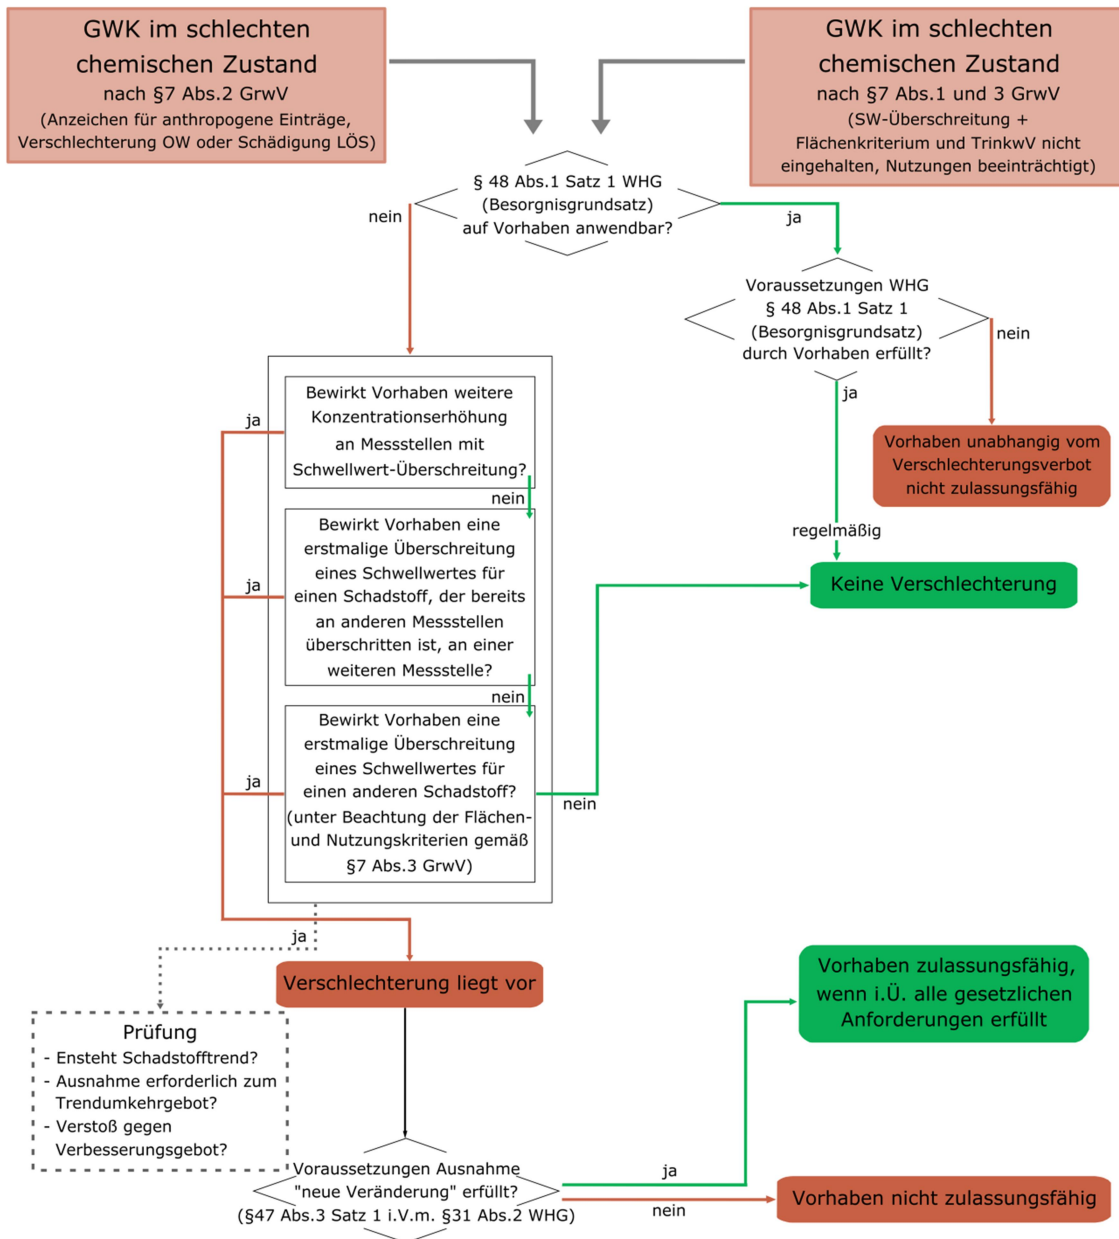 GWK im schlechten
chemischen Zustand
nach §7 Abs.2 GrwV
(Anzeichen für anthropogene Einträge,
Verschlechterung OW oder Schädigung LÖS)
GWK im schlechten
chemischen Zustand
nach §7 Abs.1 und 3 GrwV
(SW-Überschreitung +
Flächenkriterium und TrinkwV nicht
eingehalten, Nutzungen beeinträchtigt)
§ 48 Abs.1 Satz 1 WHG
(Besorgnisgrundsatz)
auf Vorhaben anwendbar?
nein
ja
Voraussetzungen WHG
§ 48 Abs.1 Satz 1
(Besorgnisgrundsatz)
durch Vorhaben erfüllt?
nein
ja
Vorhaben unabhangig vom
Verschlechterungsverbot
nicht zulassungsfähig
regelmäßig
Keine Verschlechterung
Bewirkt Vorhaben weitere
Konzentrationserhöhung
an Messstellen mit
Schwellwert-Überschreitung?
ja
nein
Bewirkt Vorhaben eine
erstmalige Überschreitung
eines Schwellwertes für
einen Schadstoff, der bereits
an anderen Messstellen
überschritten ist, an einer
weiteren Messstelle?
ja
nein
Bewirkt Vorhaben eine
erstmalige Überschreitung
eines Schwellwertes für
einen anderen Schadstoff?
(unter Beachtung der Flächen-
und Nutzungskriterien gemäß
§7 Abs.3 GrwV)
ja
nein
ja
Verschlechterung liegt vor
Prüfung
- Ensteht Schadstofftrend?
- Ausnahme erforderlich zum
Trendumkehrgebot?
- Verstoß gegen
Verbesserungsgebot?
Vorhaben zulassungsfähig,
wenn i.Ü. alle gesetzlichen
Anforderungen erfüllt
Voraussetzungen Ausnahme
"neue Veränderung" erfüllt?
(§47 Abs.3 Satz 1 i.V.m. §31 Abs.2 WHG)
ja
nein
Vorhaben nicht zulassungsfähig